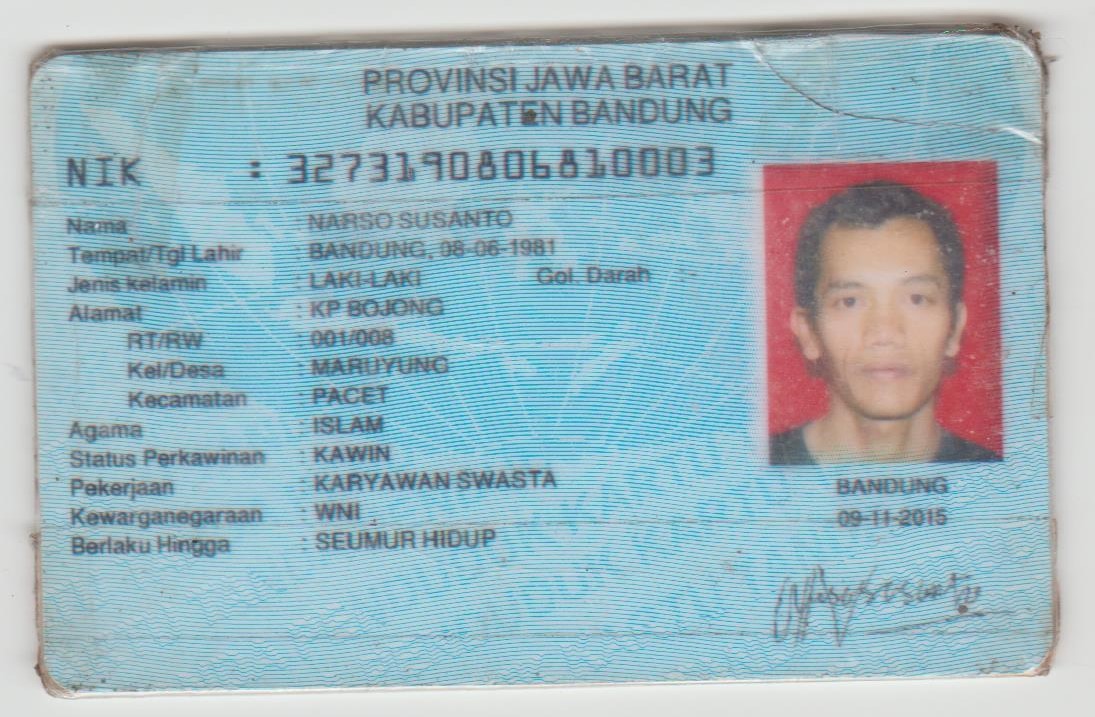 PROVINSI JAWA BARAT
KABUPATEN BANDUNG
NIK : 3273190806810003
Nama : NARSO SUSANTO
Tempat/Tgl Lahir : BANDUNG, 08-06-1981
Jenis kelamin : LAKI-LAKI Gol. Darah : -
Alamat : KP BOJONG
RT/RW : 001/008
Kel/Desa : MARUYUNG
Kecamatan : PACET
Agama : ISLAM
Status Perkawinan : KAWIN
Pekerjaan : KARYAWAN SWASTA
Kewarganegaraan : WNI
Berlaku Hingga : SEUMUR HIDUP
BANDUNG
09-11-2015